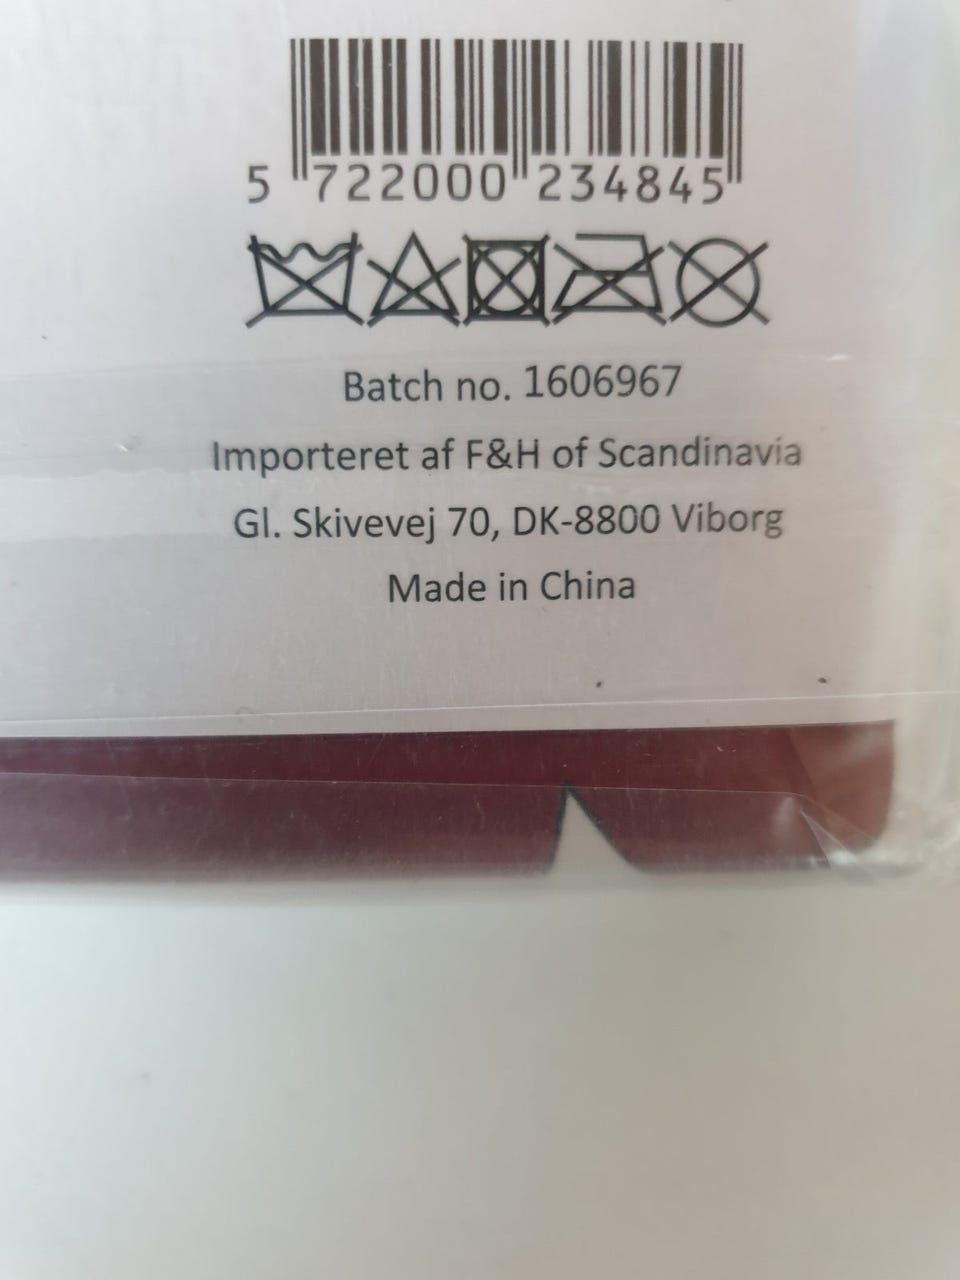 5 722000 234845
Batch no. 1606967
Importeret af F&H of Scandinavia
Gl. Skivevej 70, DK-8800 Viborg
Made in China